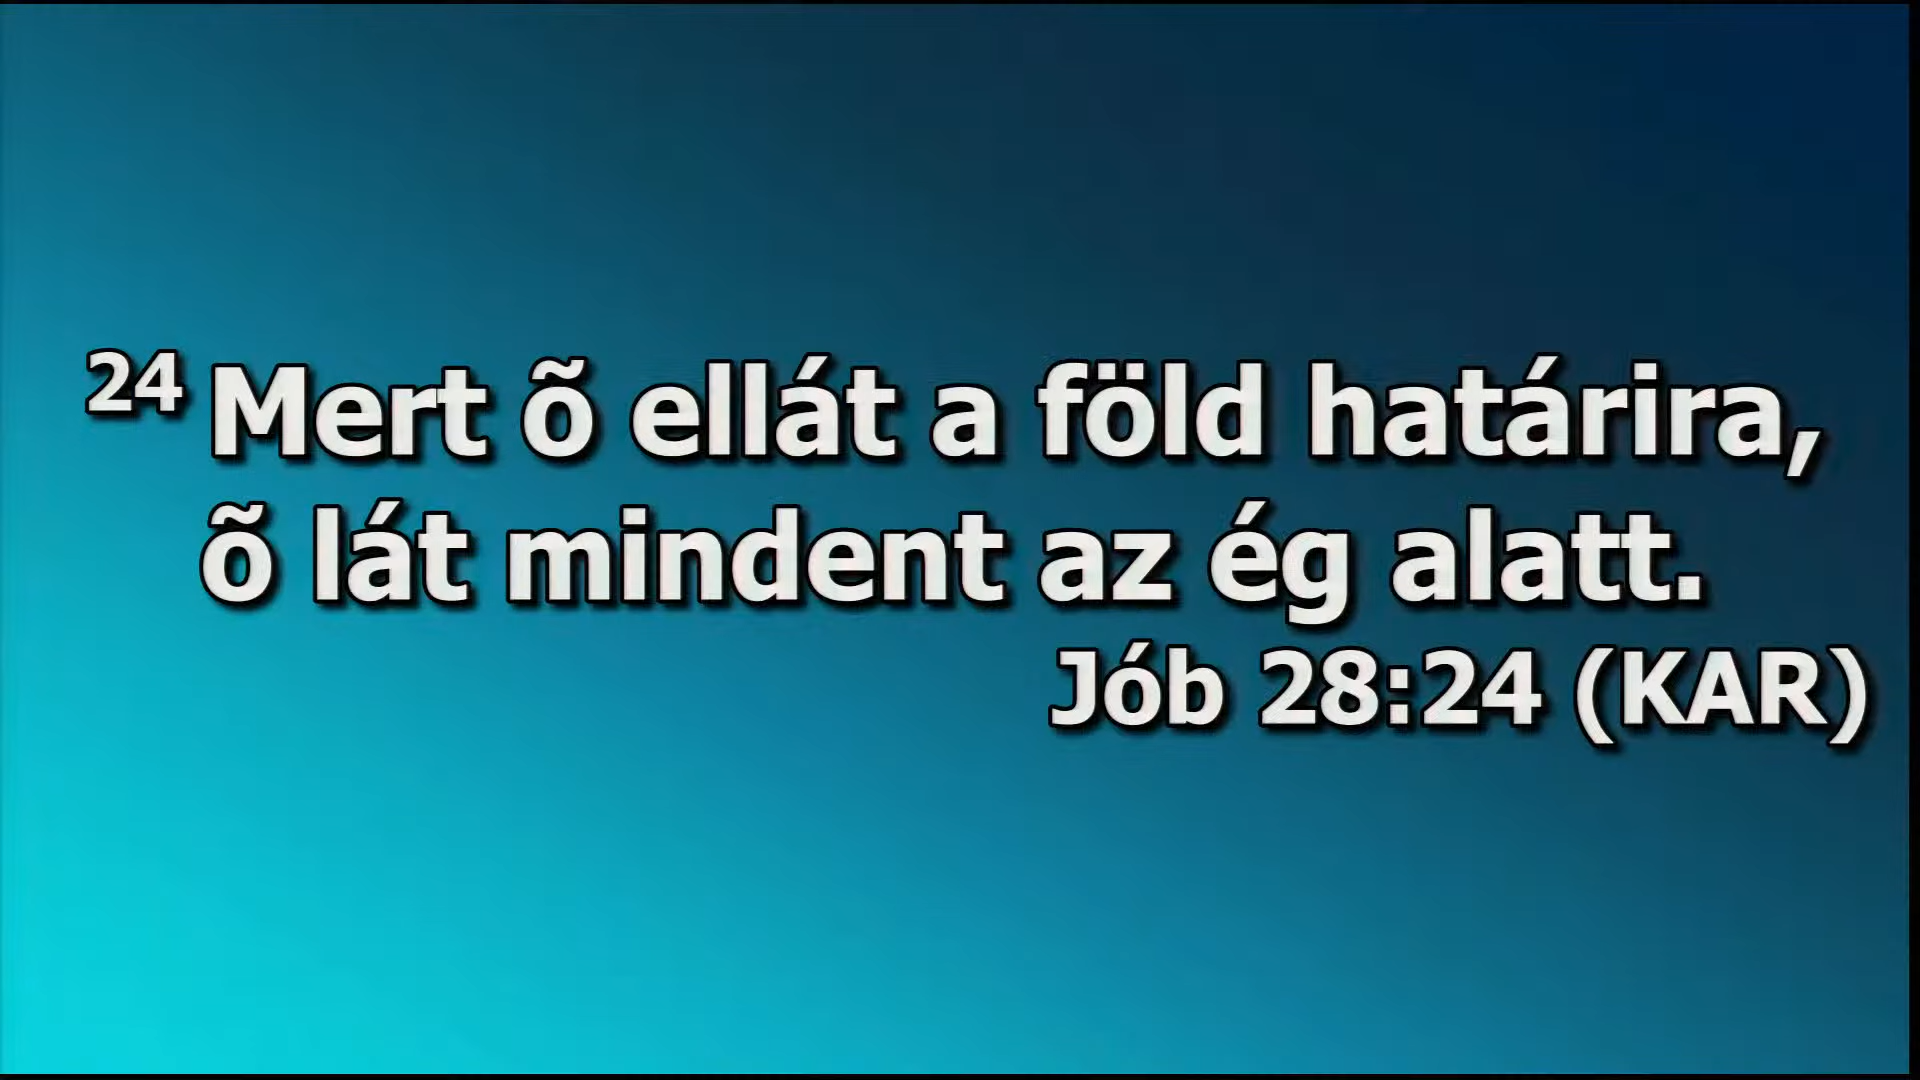 24 Mert õ ellát a föld határira,
õ lát mindent az ég alatt.
Jób 28:24 (KAR)